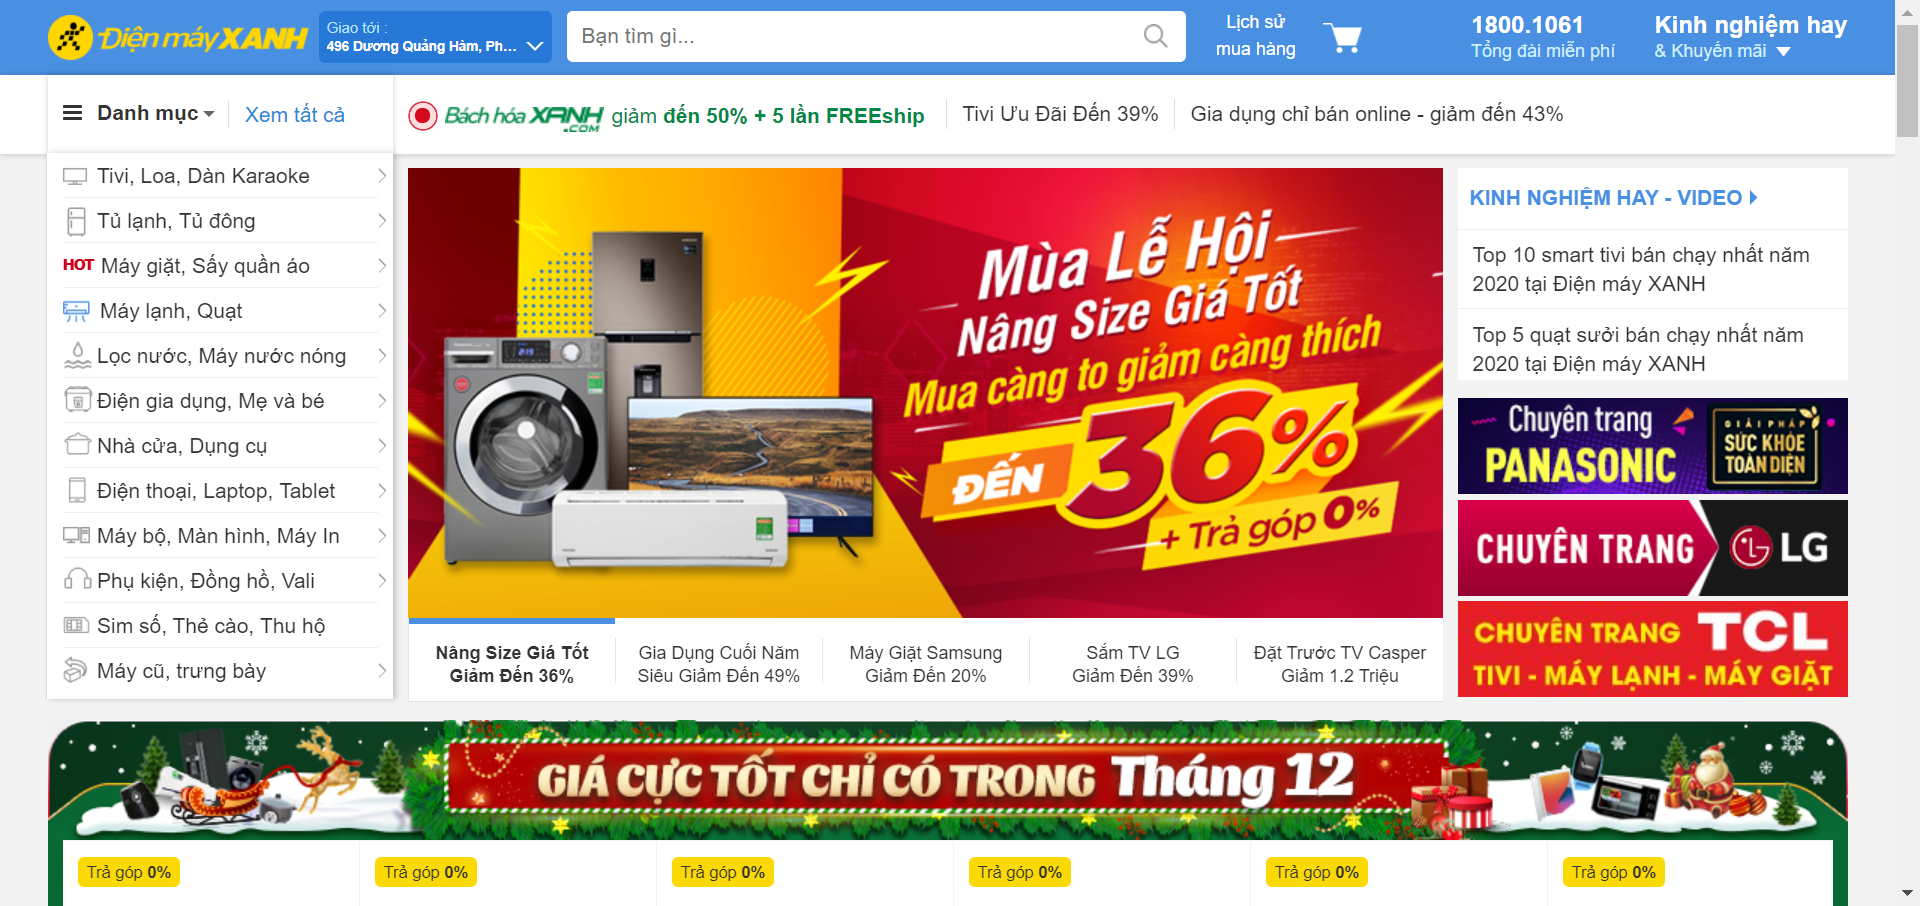 Điện máy XANH
Giao tới :
496 Dương Quảng Hàm, Ph...
Bạn tìm gì...
Lịch sử
mua hàng
1800.1061
Tổng đài miễn phí
Kinh nghiệm hay
& Khuyến mãi
Danh mục
Xem tất cả
Bách hóa XANH .COM giảm đến 50% + 5 lần FREEship
Tivi Ưu Đãi Đến 39%
Gia dụng chỉ bán online - giảm đến 43%
Tivi, Loa, Dàn Karaoke
Tủ lạnh, Tủ đông
HOT Máy giặt, Sấy quần áo
Máy lạnh, Quạt
Lọc nước, Máy nước nóng
Điện gia dụng, Mẹ và bé
Nhà cửa, Dụng cụ
Điện thoại, Laptop, Tablet
Máy bộ, Màn hình, Máy In
Phụ kiện, Đồng hồ, Vali
Sim số, Thẻ cào, Thu hộ
Máy cũ, trưng bày
Mùa Lễ Hội
Nâng Size Giá Tốt
Mua càng to giảm càng thích
ĐẾN 36%
+ Trả góp 0%
Nâng Size Giá Tốt
Giảm Đến 36%
Gia Dụng Cuối Năm
Siêu Giảm Đến 49%
Máy Giặt Samsung
Giảm Đến 20%
Sắm TV LG
Giảm Đến 39%
Đặt Trước TV Casper
Giảm 1.2 Triệu
KINH NGHIỆM HAY - VIDEO
Top 10 smart tivi bán chạy nhất năm
2020 tại Điện máy XANH
Top 5 quạt sưởi bán chạy nhất năm
2020 tại Điện máy XANH
Chuyên trang
PANASONIC
GIẢI PHÁP
SỨC KHỎE
TOÀN DIỆN
CHUYÊN TRANG LG
CHUYÊN TRANG TCL
TIVI - MÁY LẠNH - MÁY GIẶT
GIÁ CỰC TỐT CHỈ CÓ TRONG Tháng 12
Trả góp 0%
Trả góp 0%
Trả góp 0%
Trả góp 0%
Trả góp 0%
Trả góp 0%